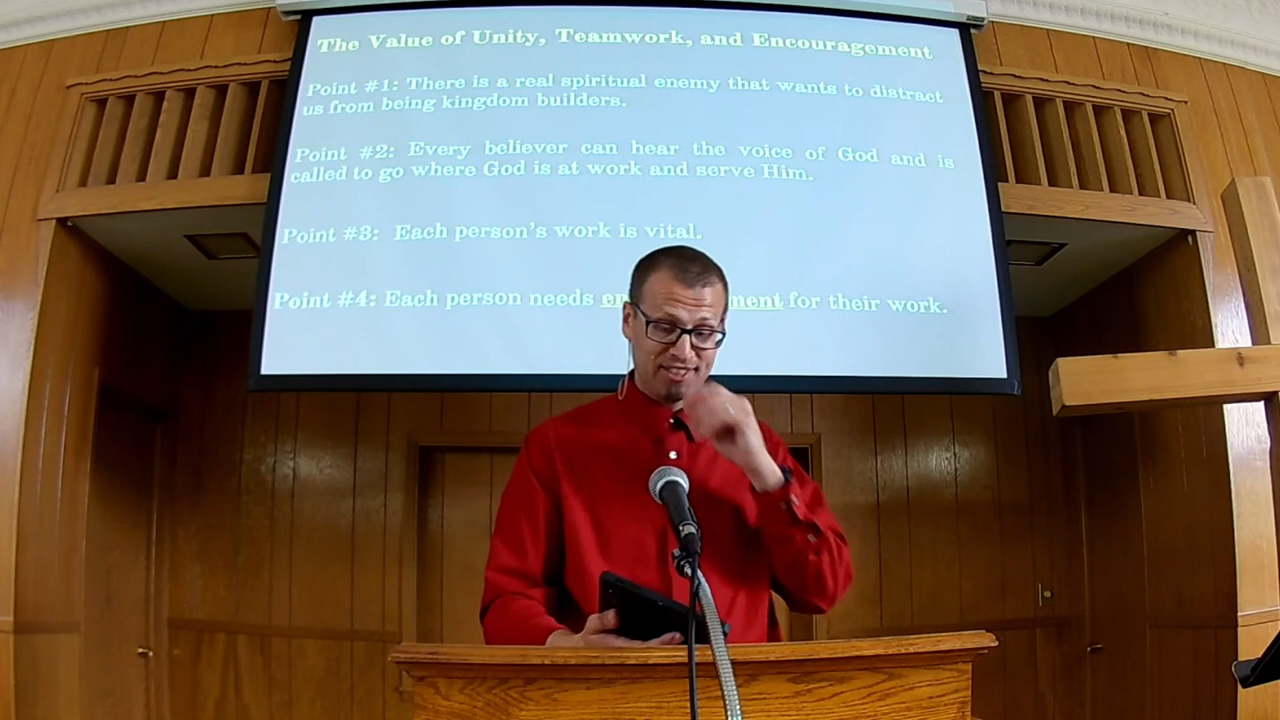 The Value of Unity, Teamwork, and Encouragement
Point #1: There is a real spiritual enemy that wants to distract
us from being kingdom builders.
Point #2: Every believer can hear the voice of God and is
called to go where God is at work and serve Him.
Point #3: Each person's work is vital.
Point #4: Each person needs for their work.